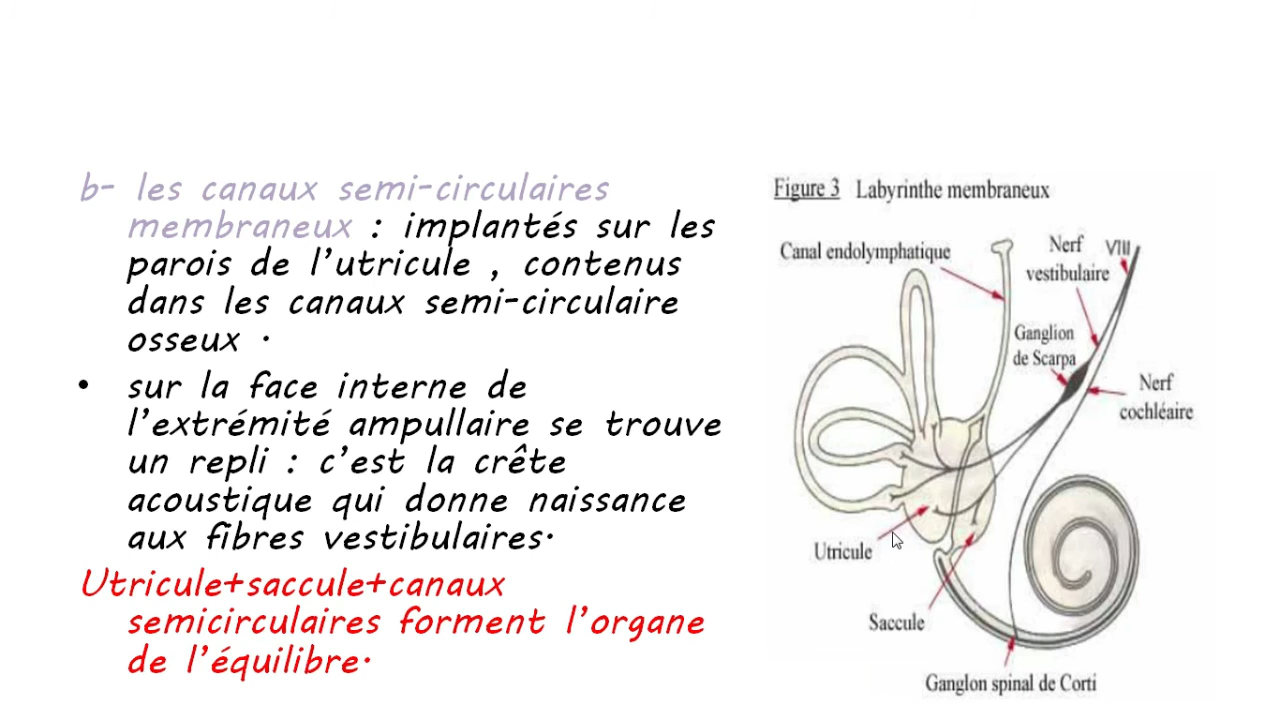 b- les canaux semi-circulaires
membraneux : implantés sur les
parois de l'utricule , contenus
dans les canaux semi-circulaire
osseux .
• sur la face interne de
l'extrémité ampullaire se trouve
un repli : c'est la crête
acoustique qui donne naissance
aux fibres vestibulaires.
Utricule+saccule+canaux
semicirculaires forment l'organe
de l'équilibre.
Figure 3 Labyrinthe membraneux
Canal endolymphatique
Nerf
vestibulaire
VIII
Ganglion
de Scarpa
Nerf
cochléaire
Utricule
Saccule
Ganglon spinal de Corti